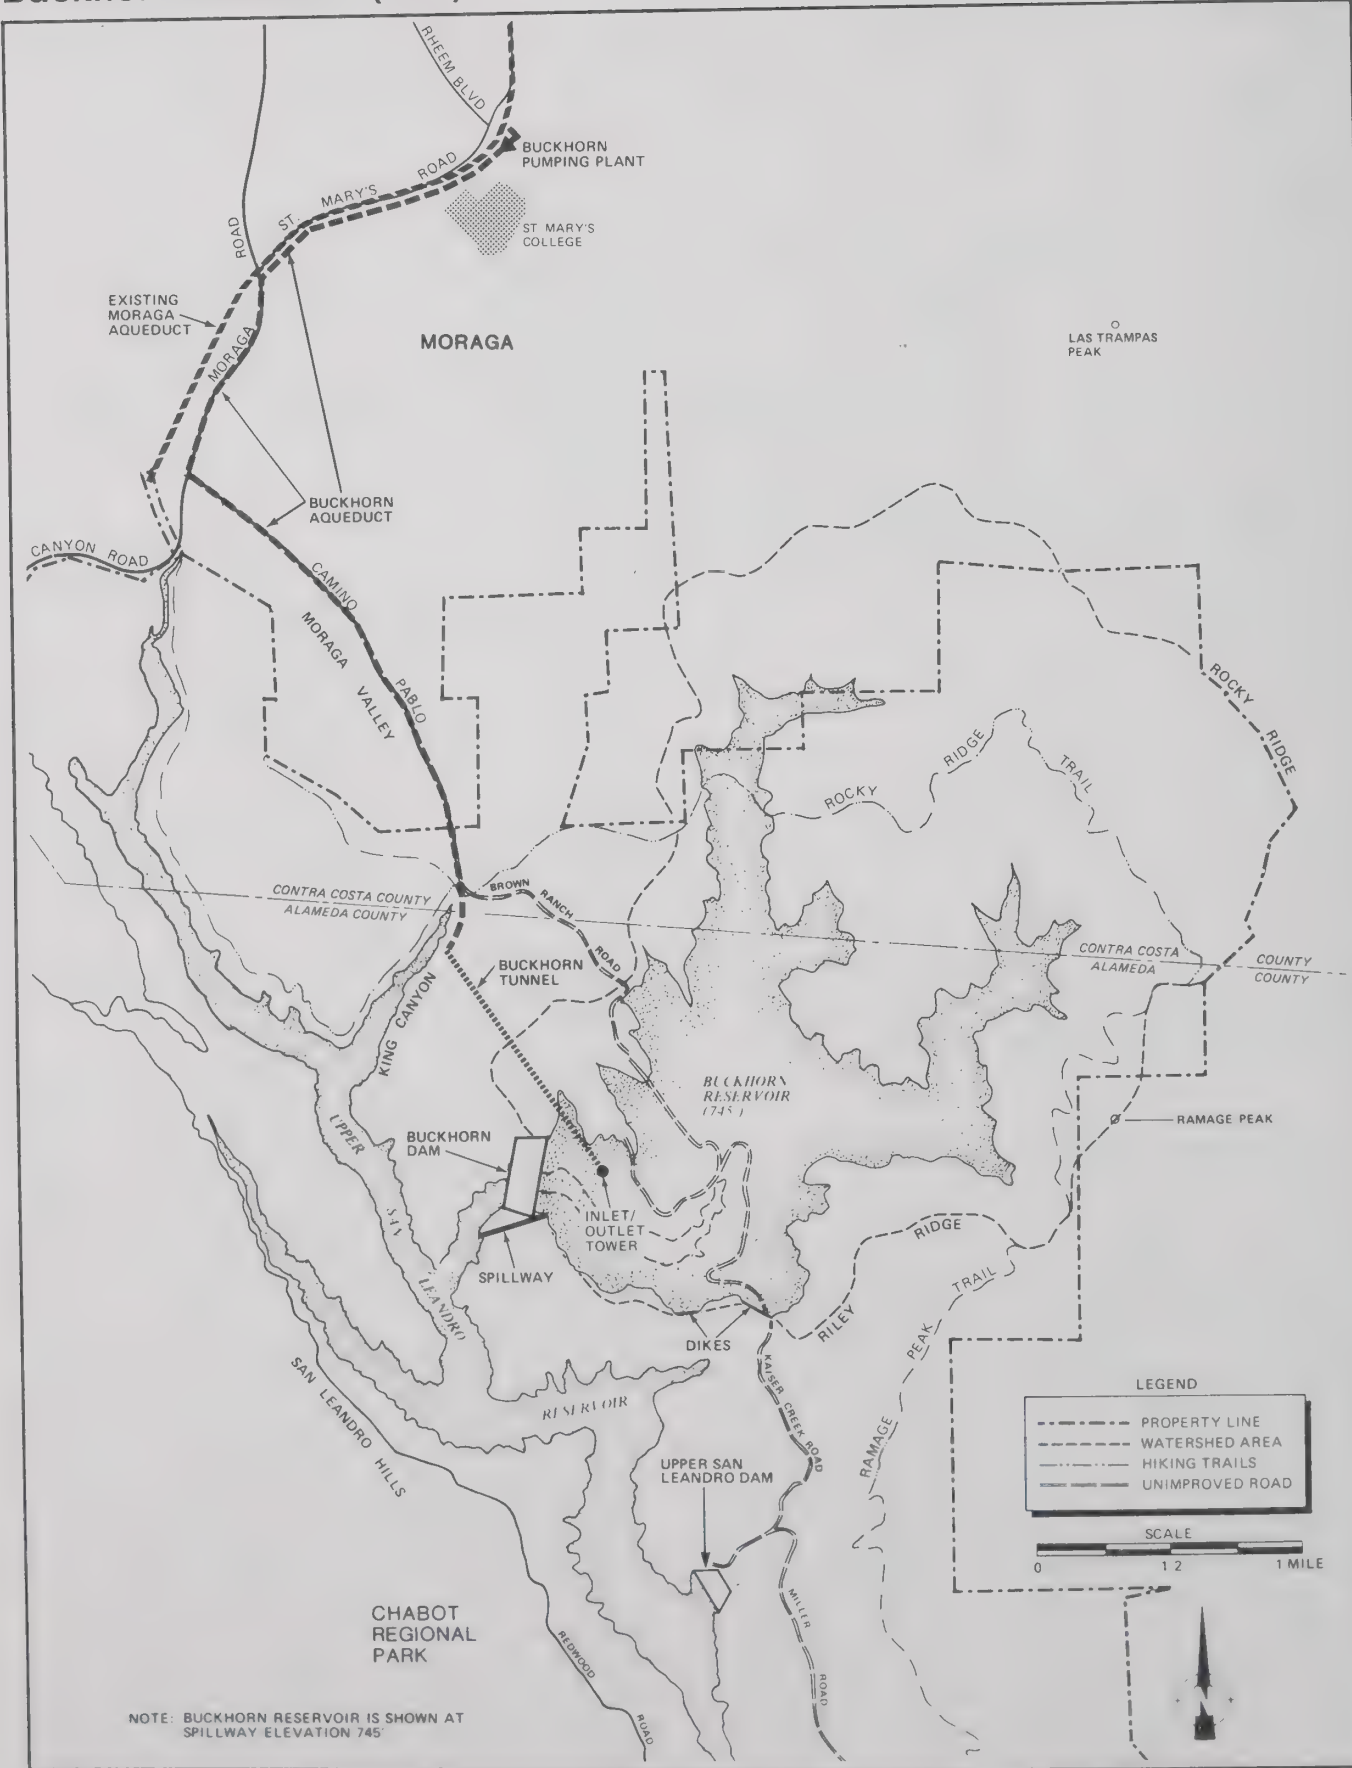 RHEEM BLVD
BUCKHORN
PUMPING PLANT
ST. MARY'S ROAD
ST MARY'S
COLLEGE
ROAD
EXISTING
MORAGA
AQUEDUCT
MORAGA
MORAGA
LAS TRAMPAS
PEAK
BUCKHORN
AQUEDUCT
CANYON ROAD
CAMINO
PABLO
MORAGA
VALLEY
ROCKY
RIDGE
ROCKY RIDGE TRAIL
CONTRA COSTA COUNTY
ALAMEDA COUNTY
BROWN
RANCH
ROAD
CONTRA COSTA
ALAMEDA
COUNTY
COUNTY
BUCKHORN
TUNNEL
KING CANYON
BUCKHORN
RESERVOIR
(745')
RAMAGE PEAK
UPPER
SAN
LEANDRO
RESERVOIR
BUCKHORN
DAM
INLET/
OUTLET
TOWER
SPILLWAY
DIKES
RILEY
RIDGE
RAMAGE
PEAK
TRAIL
KAISER CREEK ROAD
SAN LEANDRO HILLS
UPPER SAN
LEANDRO DAM
MILLER
ROAD
REDWOOD
ROAD
CHABOT
REGIONAL
PARK
LEGEND
PROPERTY LINE
WATERSHED AREA
HIKING TRAILS
UNIMPROVED ROAD
SCALE
0 1 2 1 MILE
N
NOTE: BUCKHORN RESERVOIR IS SHOWN AT
SPILLWAY ELEVATION 745'